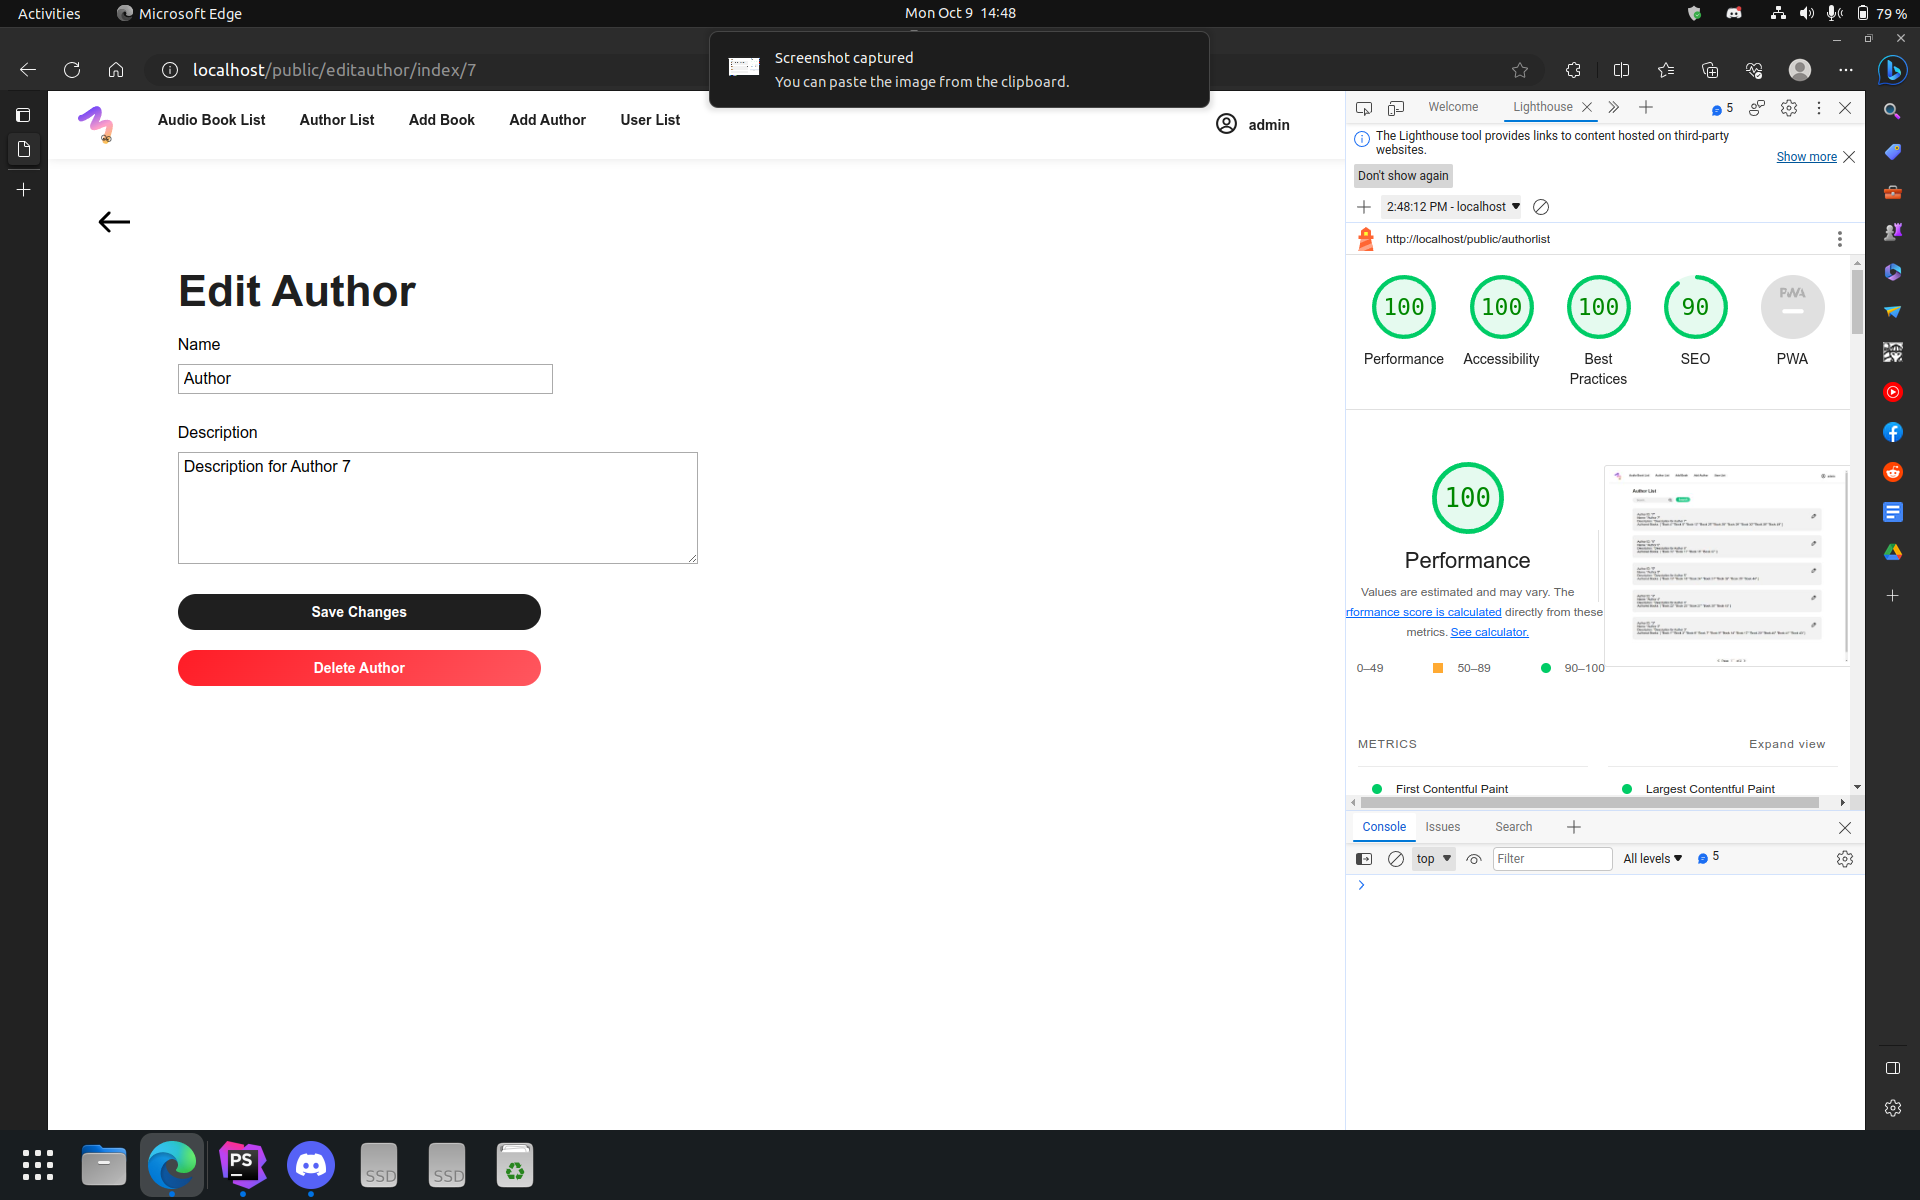 Activities
Microsoft Edge
Mon Oct 9 14:48
79 %
Screenshot captured
You can paste the image from the clipboard.
localhost/public/editauthor/index/7
Audio Book List
Author List
Add Book
Add Author
User List
admin
Edit Author
Name
Author
Description
Description for Author 7
Save Changes
Delete Author
Welcome
Lighthouse
5
The Lighthouse tool provides links to content hosted on third-party
websites.
Show more
Don't show again
2:48:12 PM - localhost
http://localhost/public/authorlist
100
100
100
90
PWA
Performance
Accessibility
Best
Practices
SEO
PWA
100
Performance
Values are estimated and may vary. The
rformance score is calculated directly from these
metrics. See calculator.
0–49
50–89
90–100
Author List
METRICS
Expand view
First Contentful Paint
Largest Contentful Paint
Console
Issues
Search
top
Filter
All levels
5
PS
SSD
SSD